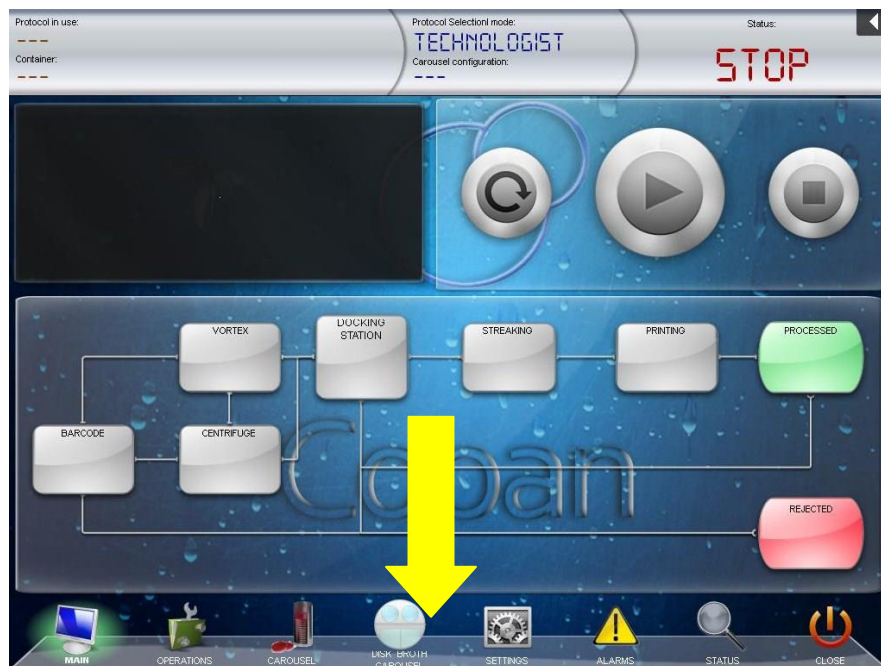 Protocol in use:
---
Container:
---
Protocol Selectionl mode:
TECHNOLOGIST
Carousel configuration:
---
Status:
STOP
VORTEX
DOCKING
STATION
STREAKING
PRINTING
PROCESSED
BARCODE
CENTRIFUGE
Copan
REJECTED
MAIN
OPERATIONS
CAROUSEL
DISK BROTH
CAROUSEL
SETTINGS
ALARMS
STATUS
CLOSE